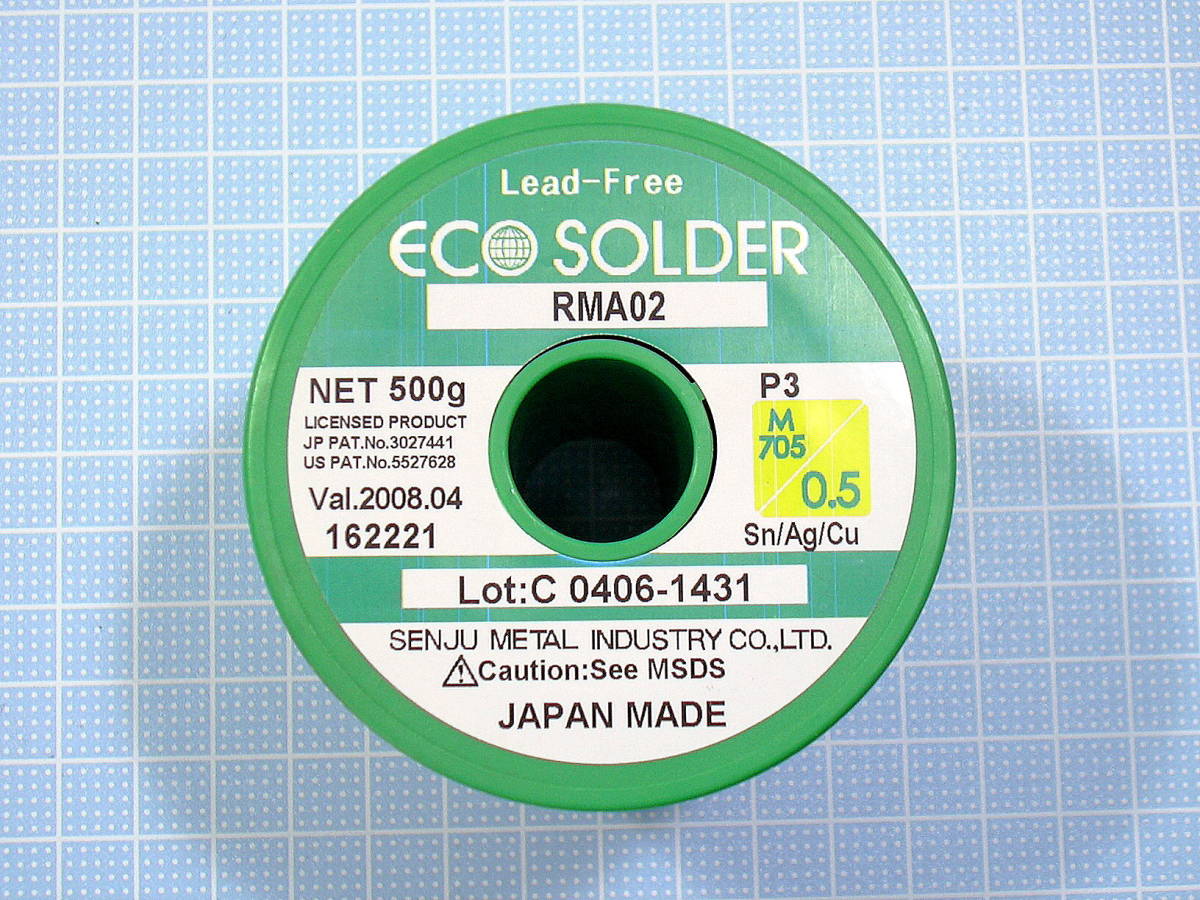 Lead-Free
ECO SOLDER
RMA02
NET 500g
LICENSED PRODUCT
JP PAT.No.3027441
US PAT.No.5527628
Val.2008.04
162221
P3
M
705
0.5
Sn/Ag/Cu
Lot:C 0406-1431
SENJU METAL INDUSTRY CO.,LTD.
Caution:See MSDS
JAPAN MADE